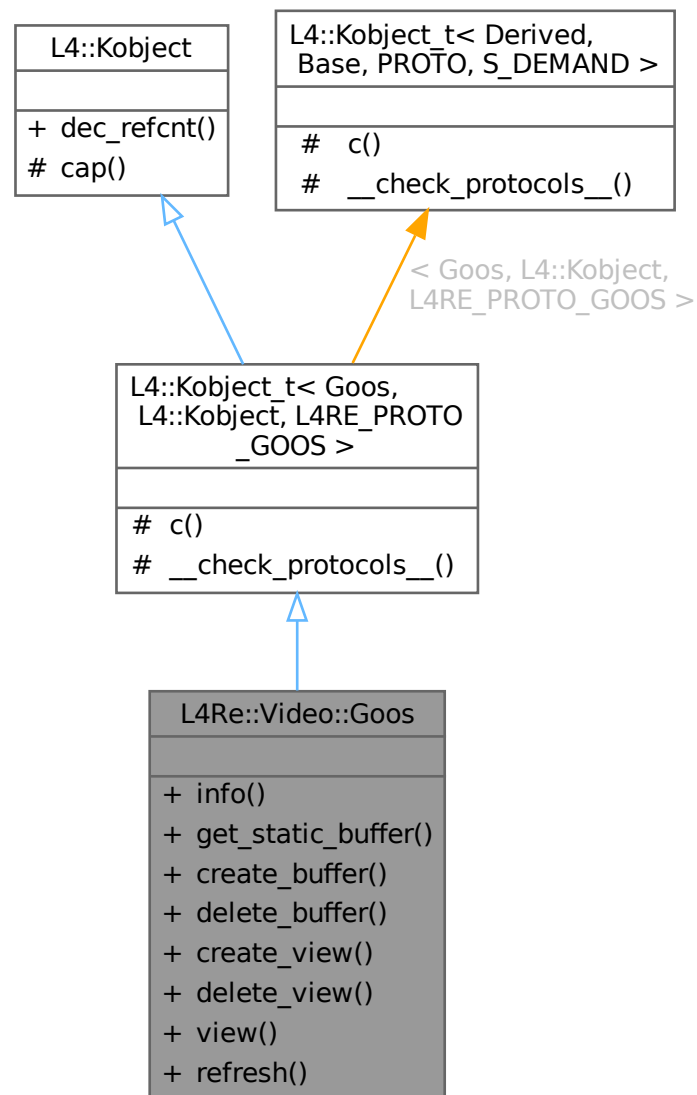 L4::Kobject
+ dec_refcnt()
# cap()
L4::Kobject_t< Derived,
Base, PROTO, S_DEMAND >
# c()
# __check_protocols__()
< Goos, L4::Kobject,
L4RE_PROTO_GOOS >
L4::Kobject_t< Goos,
L4::Kobject, L4RE_PROTO
_GOOS >
# c()
# __check_protocols__()
L4Re::Video::Goos
+ info()
+ get_static_buffer()
+ create_buffer()
+ delete_buffer()
+ create_view()
+ delete_view()
+ view()
+ refresh()